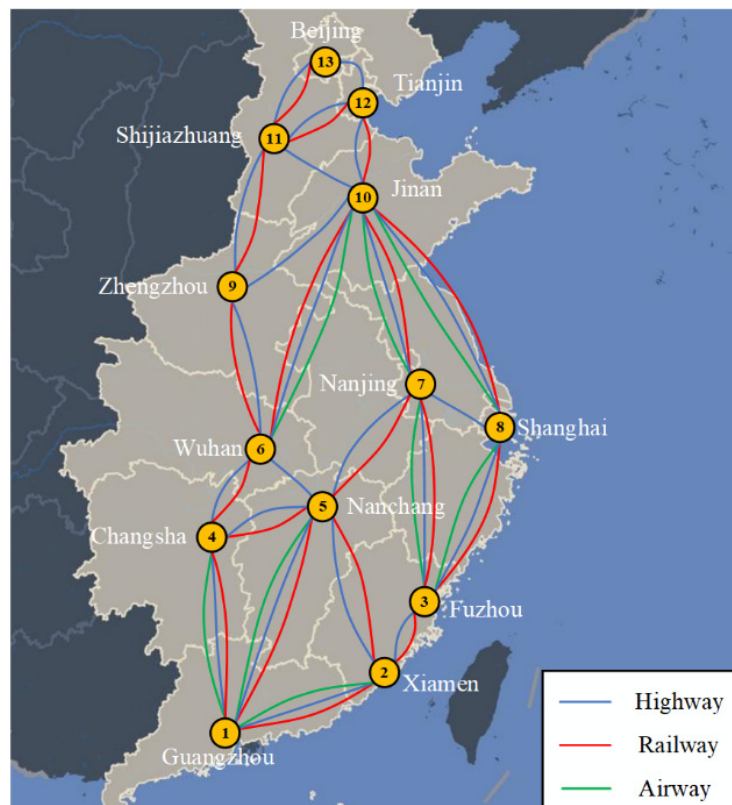 Beijing
13
Tianjin
12
Shijiazhuang
11
Jinan
10
Zhengzhou
9
Nanjing
7
8
Shanghai
Wuhan
6
5
Nanchang
Changsha
4
3
Fuzhou
2
Xiamen
1
Guangzhou
Highway
Railway
Airway